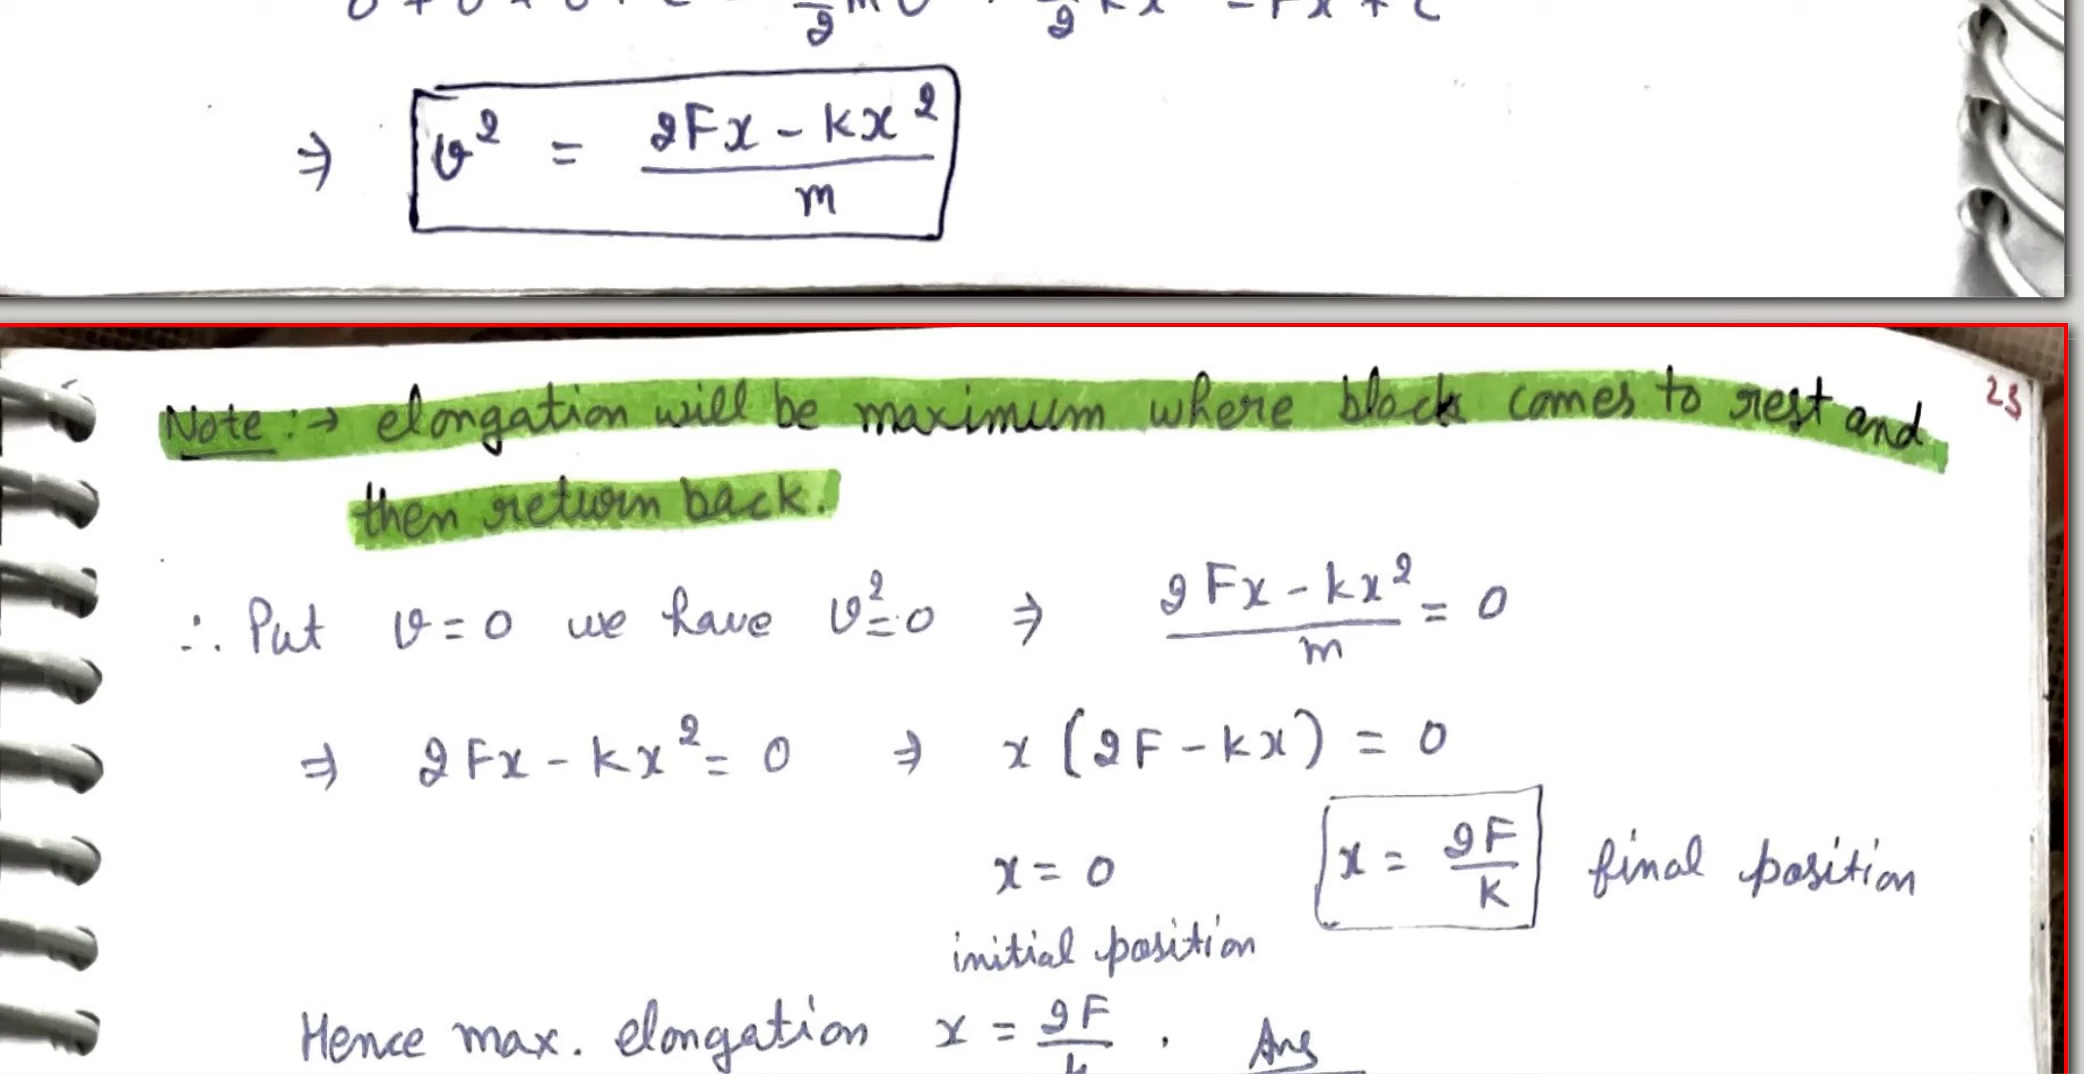 ⇒ v² = (2Fx - kx²)/m
23
Note :→ elongation will be maximum where block comes to rest and
then return back.
∴ Put v = 0 we have v² = 0 ⇒ (2Fx - kx²)/m = 0
⇒ 2Fx - kx² = 0 ⇒ x (2F - kx) = 0
x = 0 x = 2F/k final position
initial position
Hence max. elongation x = 2F/k . Ans